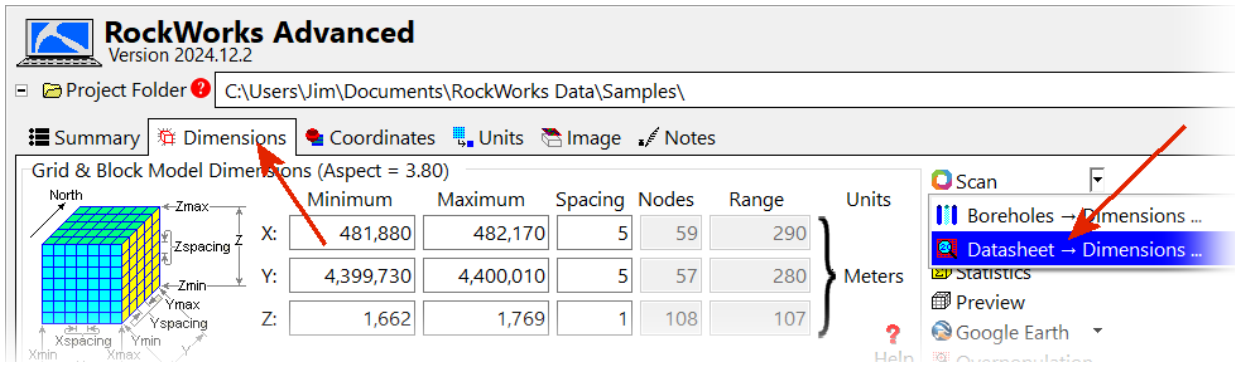 RockWorks Advanced
Version 2024.12.2
Project Folder ? C:\Users\Jim\Documents\RockWorks Data\Samples\
Summary Dimensions Coordinates Units Image Notes
Grid & Block Model Dimensions (Aspect = 3.80)
Minimum Maximum Spacing Nodes Range Units
X: 481,880 482,170 5 59 290
Y: 4,399,730 4,400,010 5 57 280 Meters
Z: 1,662 1,769 1 108 107
North
Zmax
Zspacing Z
Zmin
Ymax
Yspacing
Xspacing Ymin
Xmin Xmax Y
? Help
Scan
Boreholes → Dimensions ...
Datasheet → Dimensions ...
Statistics
Preview
Google Earth
Overpopulation